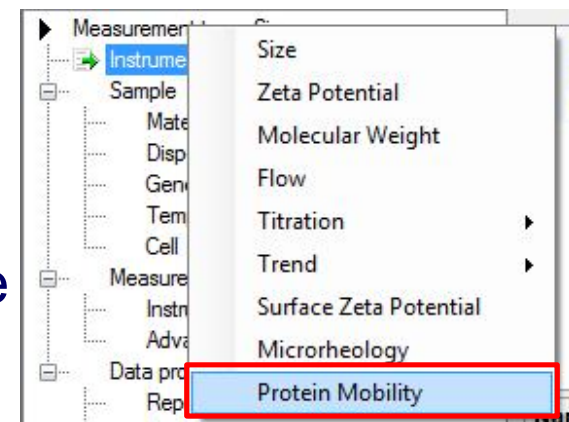 Measurement
Instrume
Sample
Mate
Disp
Gene
Tem
Cell
Measure
Instr
Adva
Data pro
Rep
Size
Zeta Potential
Molecular Weight
Flow
Titration
Trend
Surface Zeta Potential
Microrheology
Protein Mobility
e